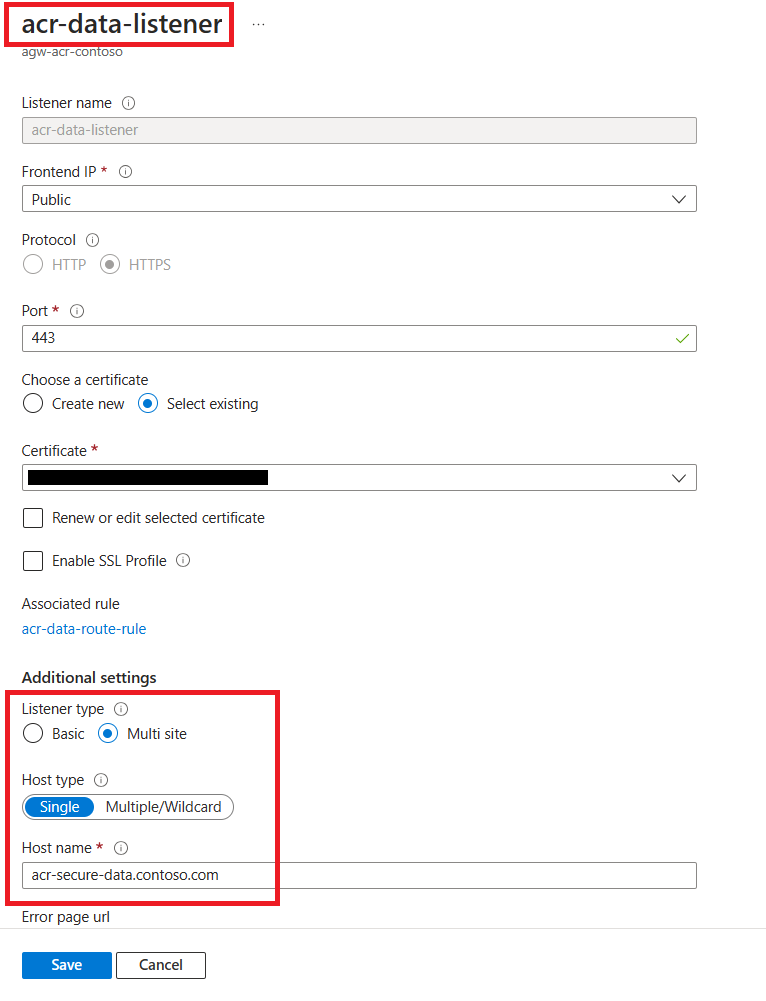 acr-data-listener ...
agw-acr-contoso
Listener name
acr-data-listener
Frontend IP *
Public
Protocol
HTTP HTTPS
Port *
443
Choose a certificate
Create new Select existing
Certificate *
Renew or edit selected certificate
Enable SSL Profile
Associated rule
acr-data-route-rule
Additional settings
Listener type
Basic Multi site
Host type
Single Multiple/Wildcard
Host name *
acr-secure-data.contoso.com
Error page url
Save Cancel